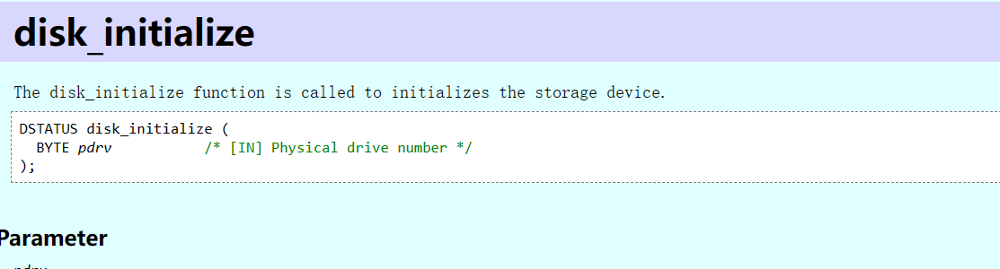 disk_initialize
The disk_initialize function is called to initializes the storage device.
DSTATUS disk_initialize (
  BYTE pdrv           /* [IN] Physical drive number */
);
Parameter
pdrv